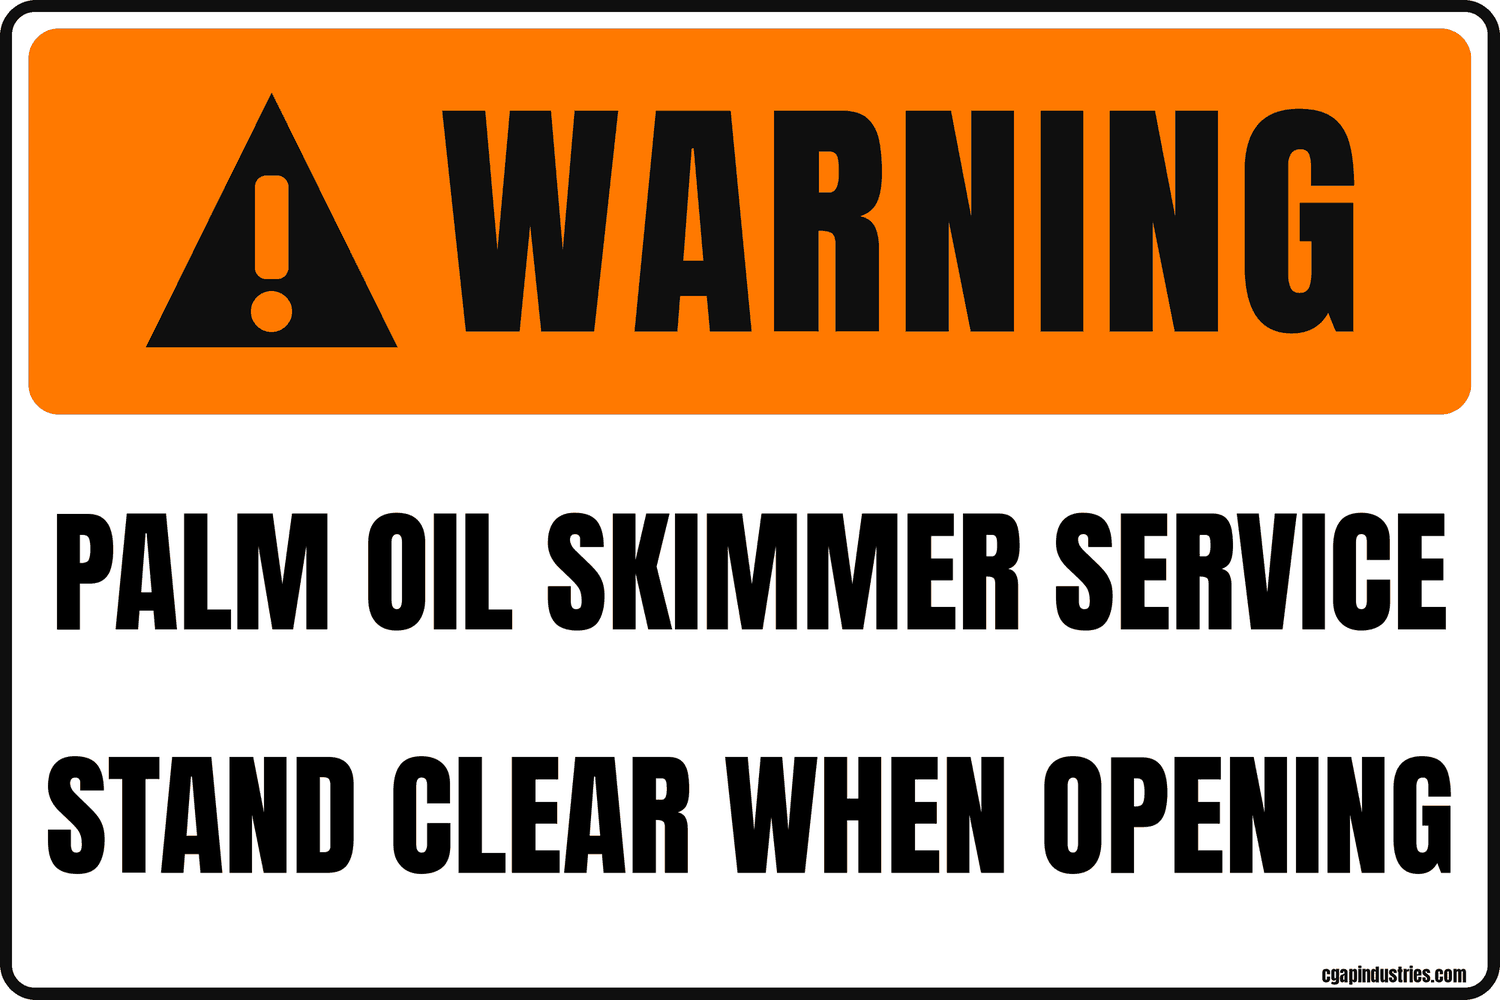 WARNING
PALM OIL SKIMMER SERVICE
STAND CLEAR WHEN OPENING
cgapindustries.com